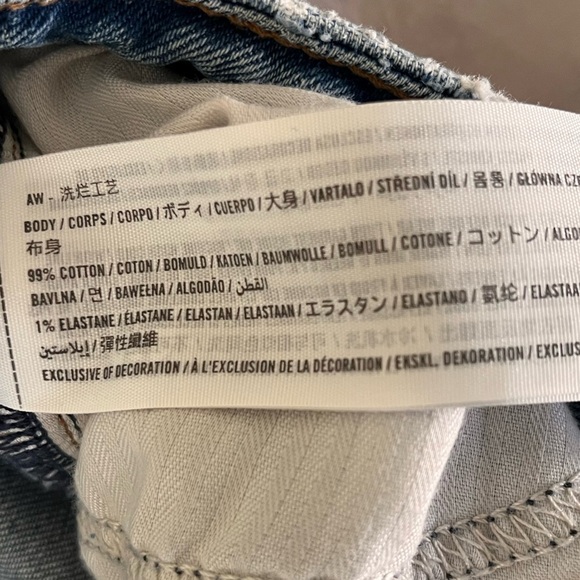 AW - 洗烂工艺
BODY / CORPS / CORPO / ボディ / CUERPO / 大身 / VARTALO / STŘEDNÍ DÍL / 몸통 / GŁÓWNA
布身
99% COTTON / COTON / BOMULD / KATOEN / BAUMWOLLE / BOMULL / COTONE / コットン / ALGO
BAVLNA / 면 / BAWEŁNA / ALGODÃO / القطن
1% ELASTANE / ÉLASTANE / ELASTAN / ELASTAAN / エラスタン / ELASTANO / 氨纶 / ELASTAA
إيلاستين / 彈性纖維
EXCLUSIVE OF DECORATION / À L'EXCLUSION DE LA DÉCORATION / EKSKL. DEKORATION / EXCLUS